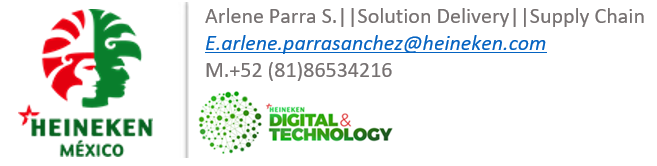 Arlene Parra S.||Solution Delivery||Supply Chain
E.arlene.parrasanchez@heineken.com
M.+52 (81)86534216
HEINEKEN
MÉXICO
HEINEKEN
DIGITAL&
TECHNOLOGY